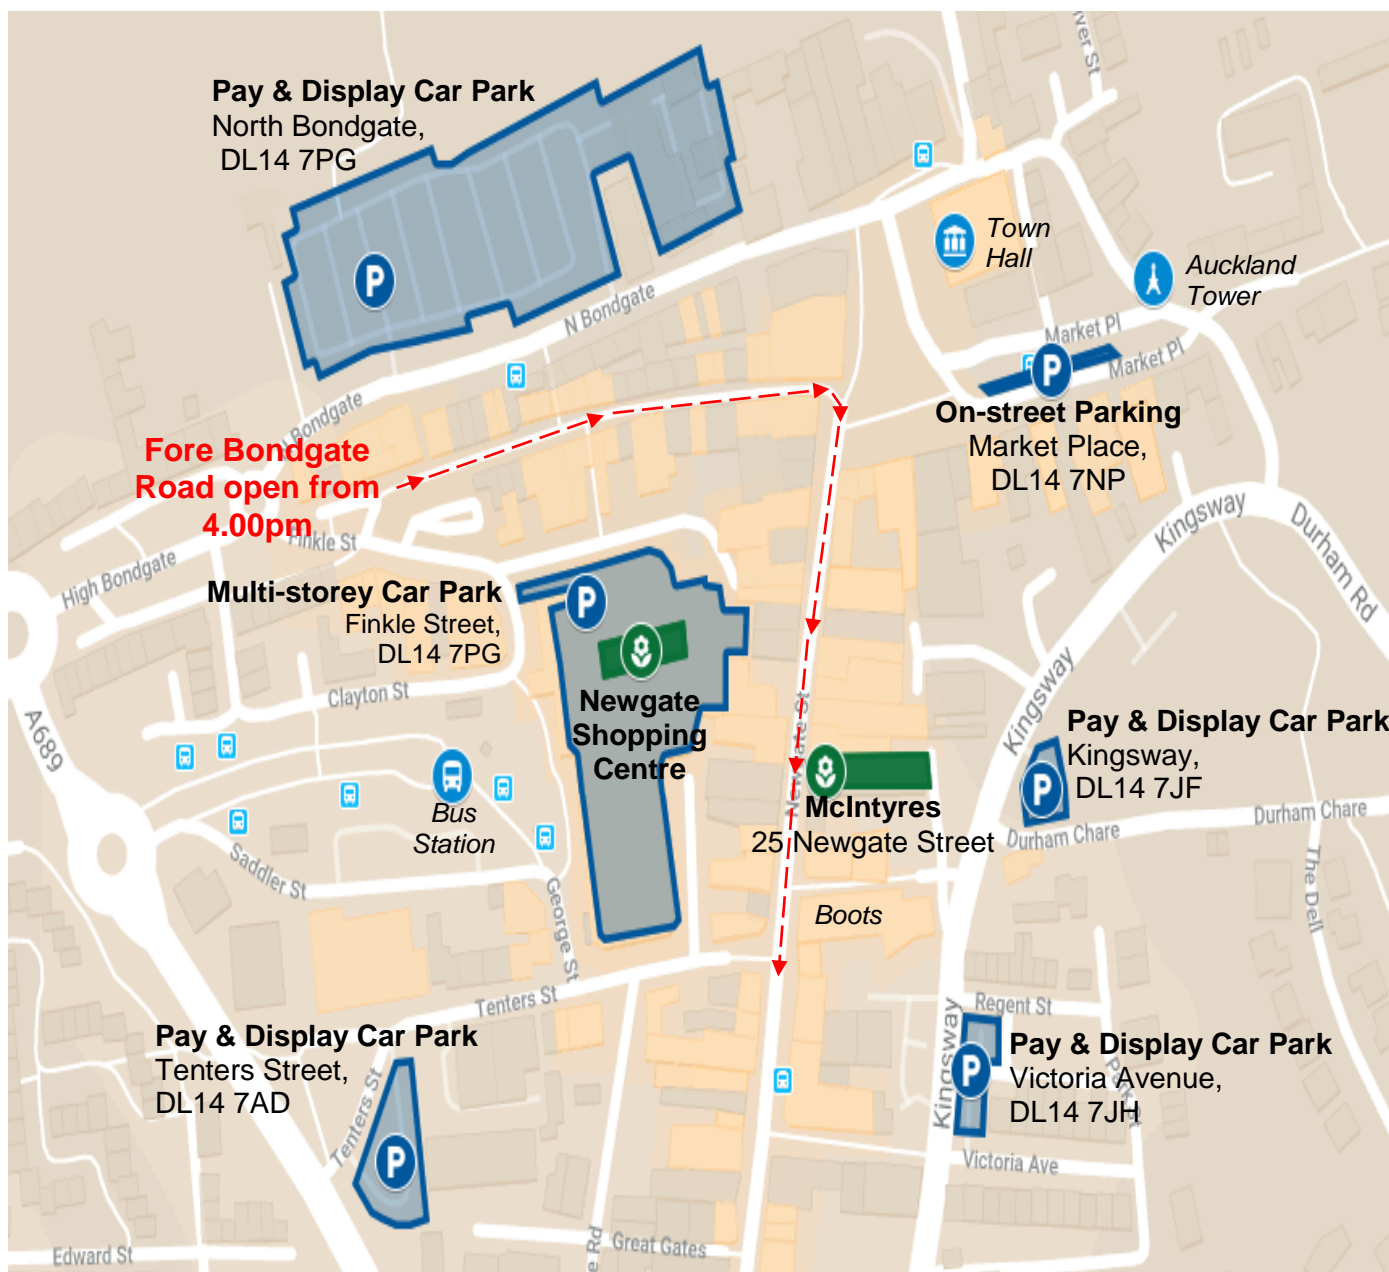 Pay & Display Car Park
North Bondgate,
DL14 7PG
Town
Hall
Auckland
Tower
N Bondgate
Market Pl
Market Pl
On-street Parking
Market Place,
DL14 7NP
Bondgate
Fore Bondgate
Road open from
4.00pm
Finkle St
High Bondgate
Kingsway
Durham Rd
Multi-storey Car Park
Finkle Street,
DL14 7PG
Clayton St
Newgate
Shopping
Centre
Kingsway
A689
Newgate St
Pay & Display Car Park
Kingsway,
DL14 7JF
McIntyres
25 Newgate Street
Bus
Station
Durham Chare
Durham Chare
The Dell
Saddler St
George St
Boots
Tenters St
Regent St
Kingsway
Pay & Display Car Park
Tenters Street,
DL14 7AD
Pay & Display Car Park
Victoria Avenue,
DL14 7JH
Tenters St
Victoria Ave
Great Gates
Edward St
Rd